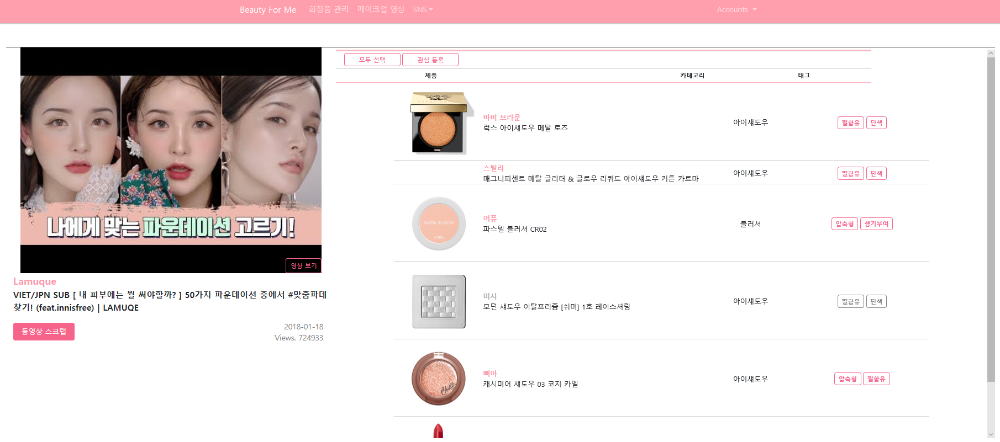 Beauty For Me 화장품 관리 메이크업 영상 SNS Accounts
나에게 맞는 파운데이션 고르기!
영상 보기
Lamuque
VIET/JPN SUB [ 내 피부에는 뭘 써야할까? ] 50가지 파운데이션 중에서 #맞춤파데
찾기! (feat.innisfree) | LAMUQE
동영상 스크랩
2018-01-18
Views. 724933
모두 선택 관심 등록
제품 카테고리 태그
바비 브라운
럭스 아이섀도우 메탈 로즈
아이섀도우
펄함유 단색
스틸라
매그니피센트 메탈 글리터 & 글로우 리퀴드 아이섀도우 키튼 카르마
아이섀도우
펄함유 단색
PASTEL BLUSHER
A'PIEU
어퓨
파스텔 블러셔 CR02
블러셔
압축형 생기부여
미샤
모던 섀도우 이탈프리즘 [쉬머] 1호 레이스셔링
아이섀도우
펄함유 단색
삐아
캐시미어 섀도우 03 코지 카멜
아이섀도우
압축형 펄함유